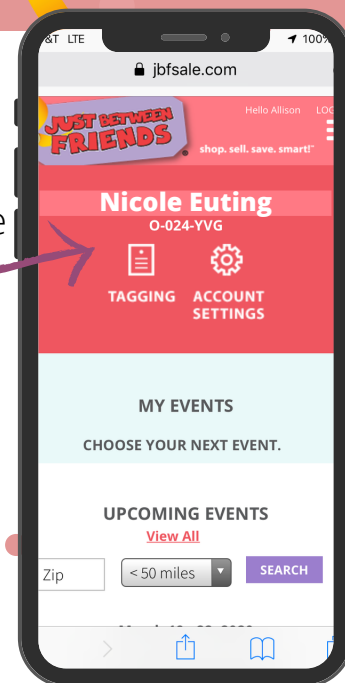 &T LTE
100%
jbfsale.com
JUST BETWEEN
FRIENDS
Hello Allison LOG
shop. sell. save. smart!™
Nicole Euting
O-024-YVG
TAGGING
ACCOUNT
SETTINGS
MY EVENTS
CHOOSE YOUR NEXT EVENT.
UPCOMING EVENTS
View All
Zip
< 50 miles
SEARCH
e